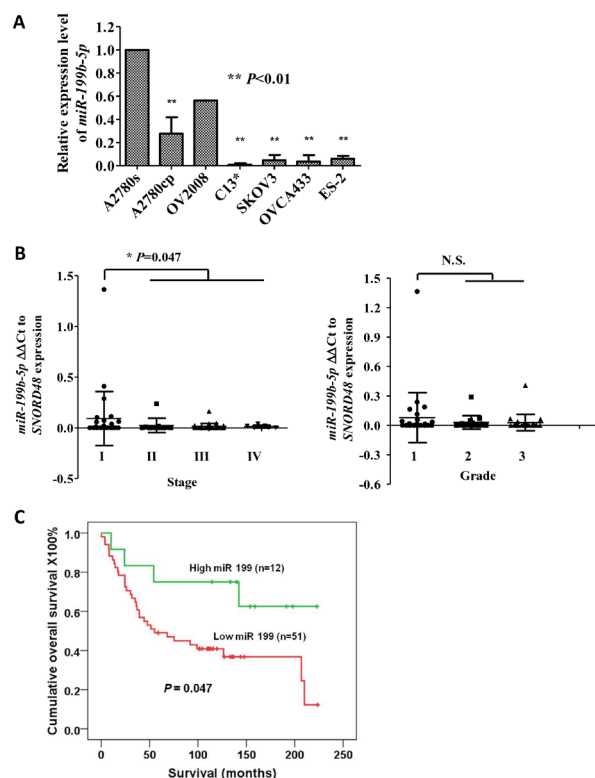 A
Relative expression level
of miR-199b-5p
1.2
1.0
0.8
0.6
0.4
0.2
0.0
** P<0.01
**
**
**
**
**
A2780s
A2780cp
OV2008
C13*
SKOV3
OVCA433
ES-2
B
miR-199b-5p ΔΔCt to
SNORD48 expression
* P=0.047
1.5
1.0
0.5
0.0
-0.5
I II III IV
Stage
miR-199b-5p ΔΔCt to
SNORD48 expression
N.S.
1.5
1.2
0.9
0.6
0.3
0.0
-0.3
-0.6
1 2 3
Grade
C
Cumulative overall survival X100%
1.0
0.8
0.6
0.4
0.2
0.0
High miR 199 (n=12)
Low miR 199 (n=51)
P = 0.047
0 50 100 150 200 250
Survival (months)